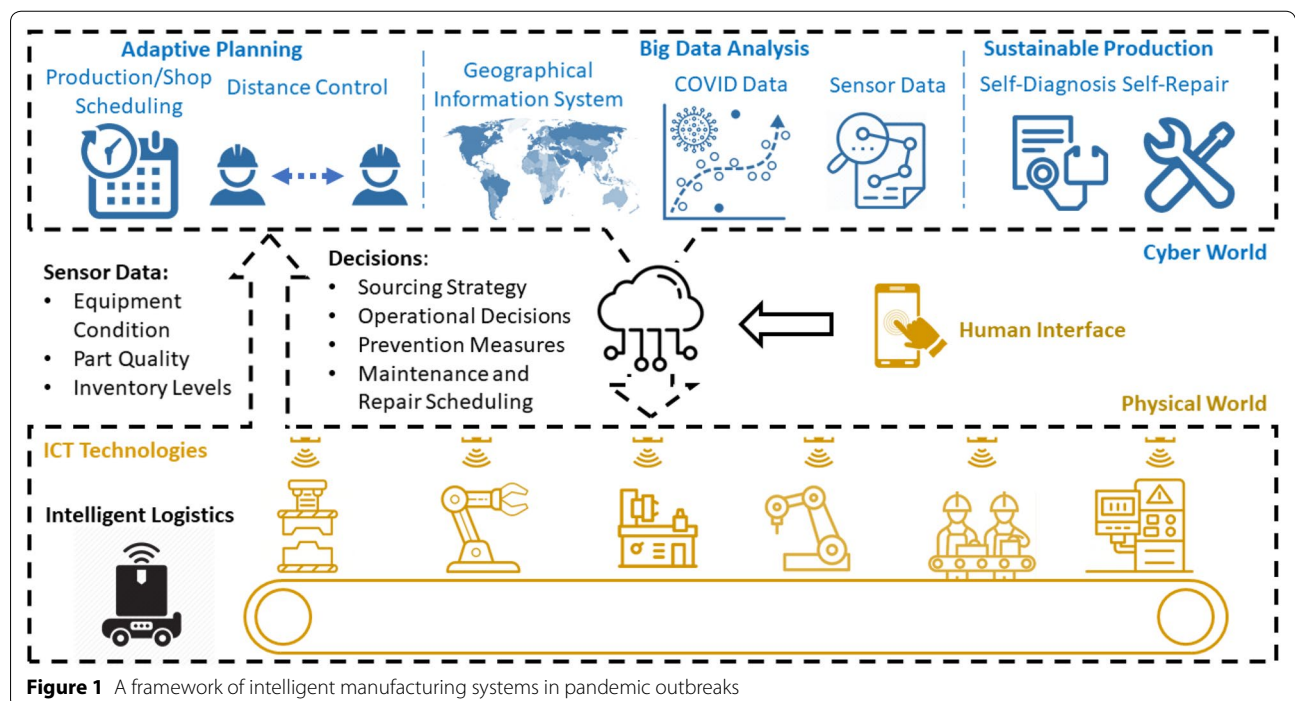 Adaptive Planning
Production/Shop
Scheduling
Distance Control
Big Data Analysis
Geographical
Information System
COVID Data
Sensor Data
Sustainable Production
Self-Diagnosis Self-Repair
Cyber World
Sensor Data:
• Equipment
Condition
• Part Quality
• Inventory Levels
Decisions:
• Sourcing Strategy
• Operational Decisions
• Prevention Measures
• Maintenance and
Repair Scheduling
Human Interface
Physical World
ICT Technologies
Intelligent Logistics
Figure 1 A framework of intelligent manufacturing systems in pandemic outbreaks